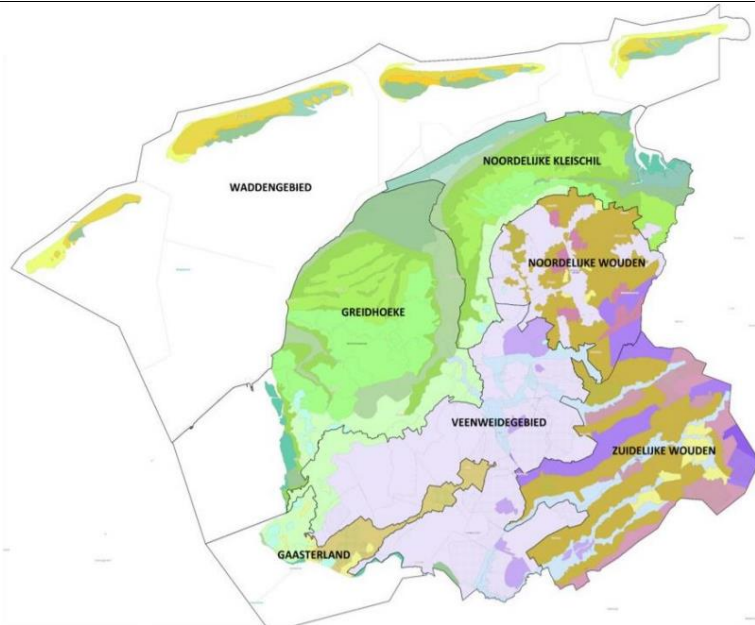 NOORDELIJKE KLEISCHIL
WADDENGEBIED
NOORDELIJKE WOUDEN
GREIDHOEKE
VEENWEIDEGEBIED
ZUIDELIJKE WOUDEN
GAASTERLAND